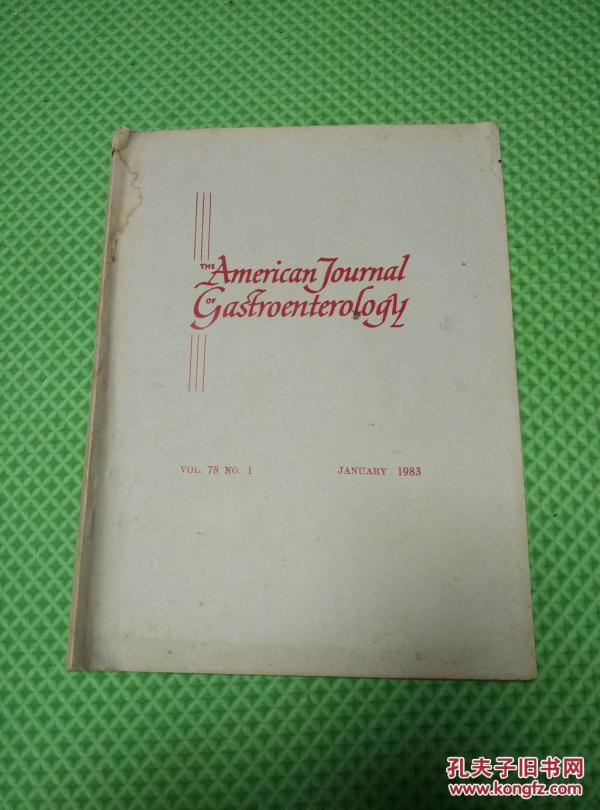 THE American Journal
OF Gastroenterology
VOL. 78 NO. 1 JANUARY 1983
孔夫子旧书网
www.kongfz.com